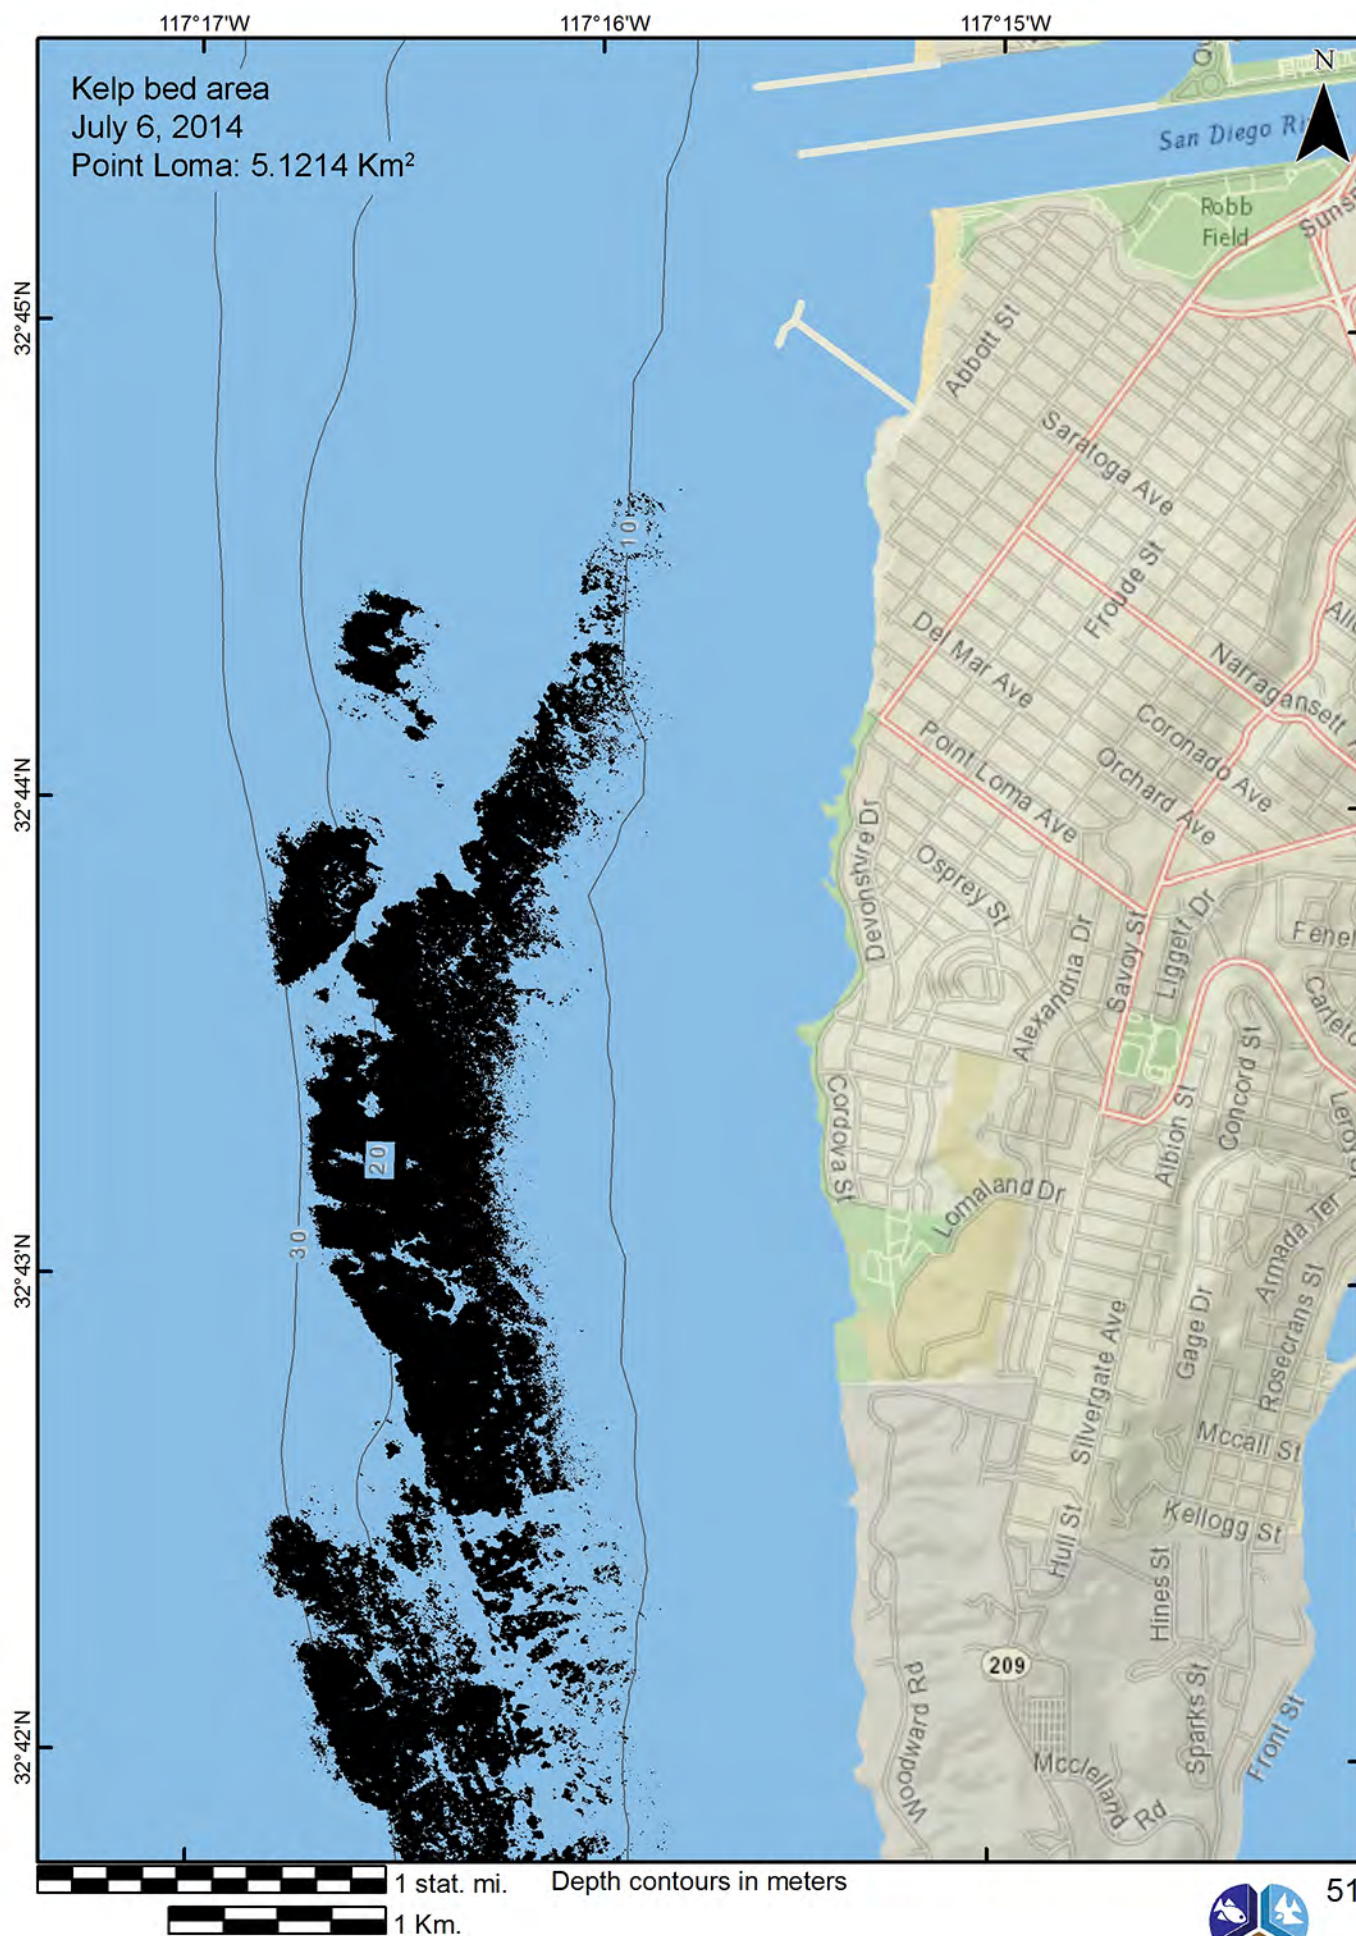 117°17'W
117°16'W
117°15'W
N
Kelp bed area
July 6, 2014
Point Loma: 5.1214 Km²
San Diego
Robb
Field
32°45'N
Abbott St
Saratoga Ave
10
Froude St
Del Mar Ave
Narragansett
Coronado Ave
Orchard Ave
Point Loma Ave
32°44'N
Devonshire Dr
Osprey St
Alexandria Dr
Savoy St
Liggett Dr
Concord St
Cordova St
Albion St
20
Lomaland Dr
30
Armada Ter
32°43'N
Silvergate Ave
Gage Dr
Rosecrans St
Mccall St
Kellogg St
Hull St
Hines St
209
Woodward Rd
Sparks St
Front St
32°42'N
Mcclelland Rd
1 stat. mi.
Depth contours in meters
1 Km.
51